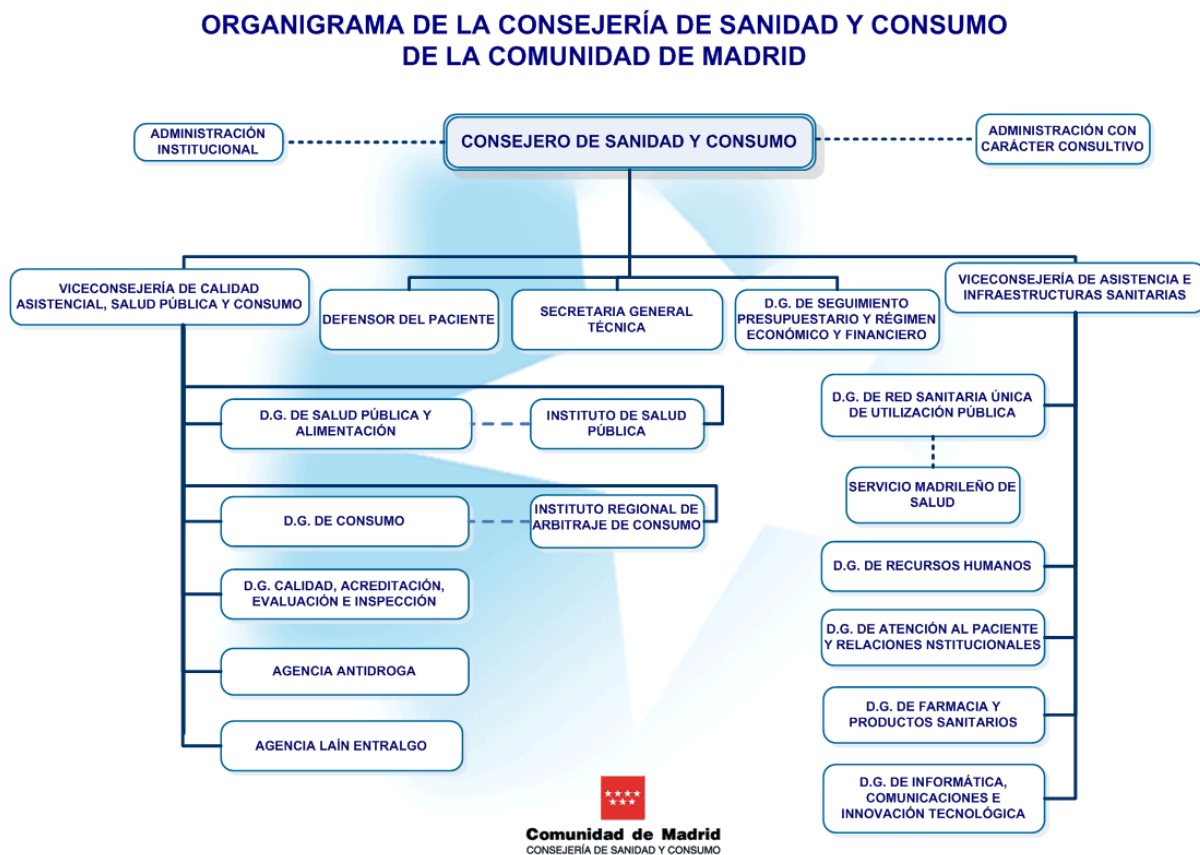 ORGANIGRAMA DE LA CONSEJERÍA DE SANIDAD Y CONSUMO
DE LA COMUNIDAD DE MADRID
ADMINISTRACIÓN
INSTITUCIONAL
CONSEJERO DE SANIDAD Y CONSUMO
ADMINISTRACIÓN CON
CARÁCTER CONSULTIVO
VICECONSEJERÍA DE CALIDAD
ASISTENCIAL, SALUD PÚBLICA Y CONSUMO
DEFENSOR DEL PACIENTE
SECRETARIA GENERAL
TÉCNICA
D.G. DE SEGUIMIENTO
PRESUPUESTARIO Y RÉGIMEN
ECONÓMICO Y FINANCIERO
VICECONSEJERÍA DE ASISTENCIA E
INFRAESTRUCTURAS SANITARIAS
D.G. DE SALUD PÚBLICA Y
ALIMENTACIÓN
INSTITUTO DE SALUD
PÚBLICA
D.G. DE CONSUMO
INSTITUTO REGIONAL DE
ARBITRAJE DE CONSUMO
D.G. CALIDAD, ACREDITACIÓN,
EVALUACIÓN E INSPECCIÓN
AGENCIA ANTIDROGA
AGENCIA LAÍN ENTRALGO
D.G. DE RED SANITARIA ÚNICA
DE UTILIZACIÓN PÚBLICA
SERVICIO MADRILEÑO DE
SALUD
D.G. DE RECURSOS HUMANOS
D.G. DE ATENCIÓN AL PACIENTE
Y RELACIONES NSTITUCIONALES
D.G. DE FARMACIA Y
PRODUCTOS SANITARIOS
D.G. DE INFORMÁTICA,
COMUNICACIONES E
INNOVACIÓN TECNOLÓGICA
Comunidad de Madrid
CONSEJERÍA DE SANIDAD Y CONSUMO